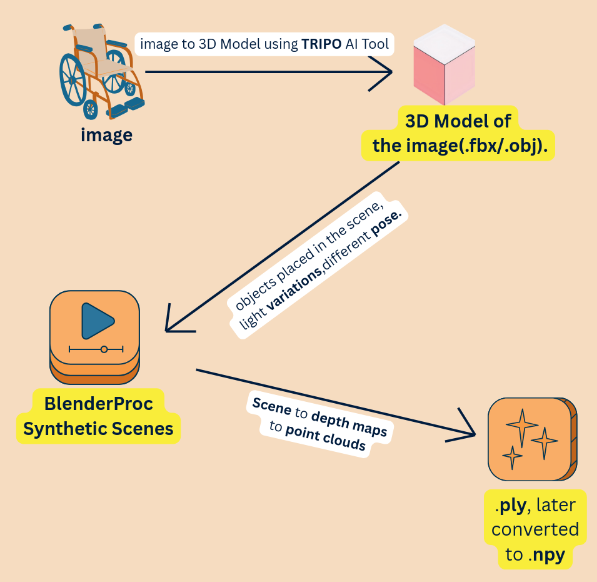 image to 3D Model using TRIPO AI Tool
image
3D Model of
the image(.fbx/.obj).
objects placed in the scene,
light variations,different pose.
BlenderProc
Synthetic Scenes
Scene to depth maps
to point clouds
.ply, later
converted
to .npy